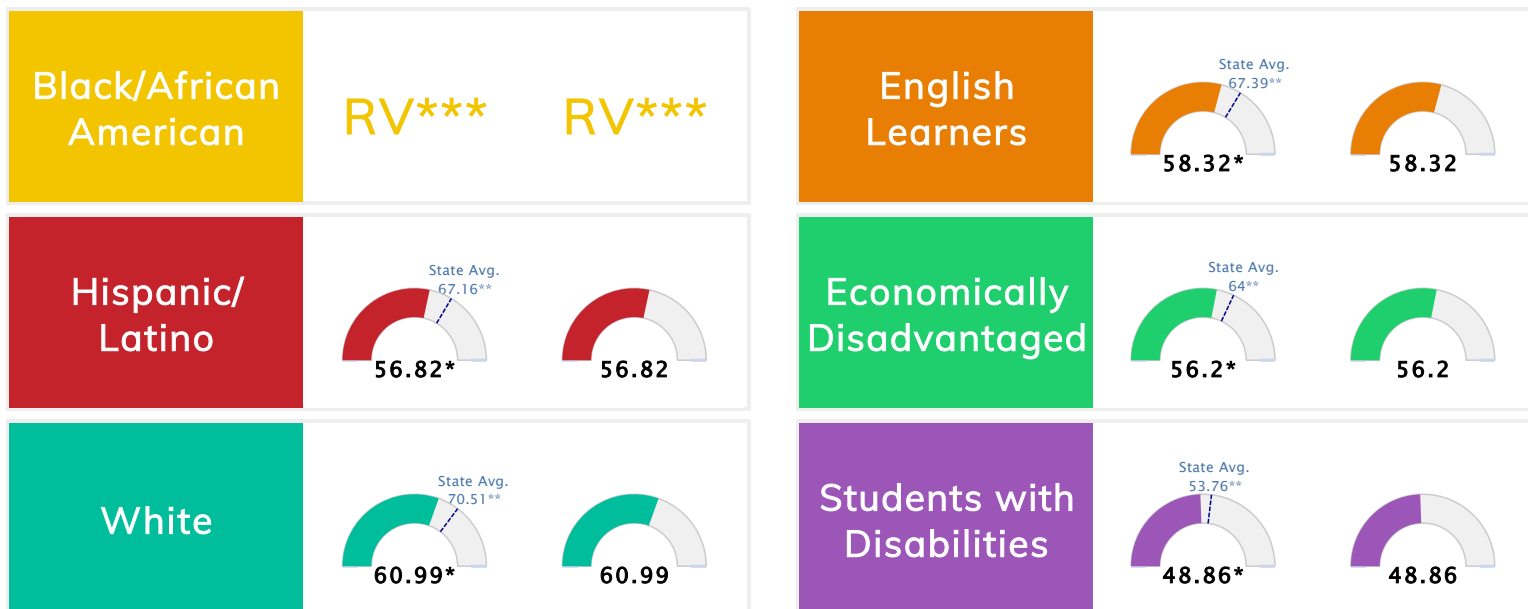 Black/African
American
RV***
RV***
English
Learners
State Avg.
67.39**
58.32*
58.32
Hispanic/
Latino
State Avg.
67.16**
56.82*
56.82
Economically
Disadvantaged
State Avg.
64**
56.2*
56.2
White
State Avg.
70.51**
60.99*
60.99
Students with
Disabilities
State Avg.
53.76**
48.86*
48.86